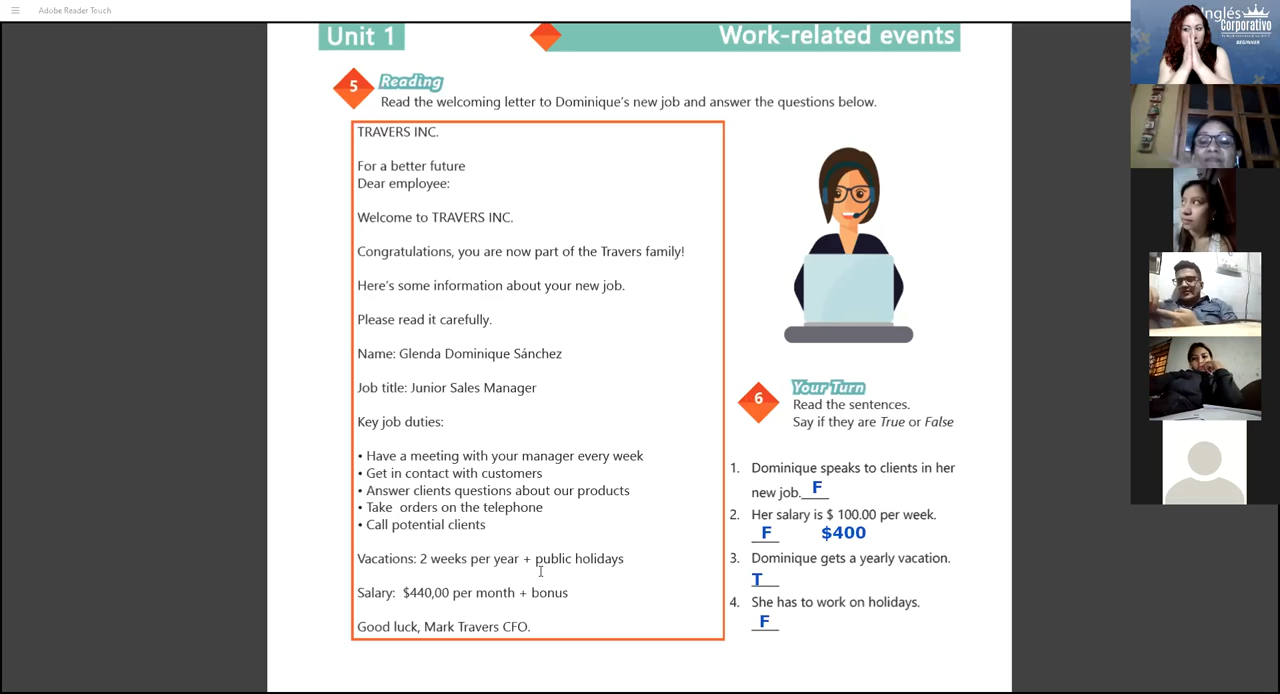 Adobe Reader Touch
Inglés
Corporativo
BEGINNER
Unit 1
Work-related events
5
Reading
Read the welcoming letter to Dominique's new job and answer the questions below.
TRAVERS INC.
For a better future
Dear employee:
Welcome to TRAVERS INC.
Congratulations, you are now part of the Travers family!
Here's some information about your new job.
Please read it carefully.
Name: Glenda Dominique Sánchez
Job title: Junior Sales Manager
Key job duties:
• Have a meeting with your manager every week
• Get in contact with customers
• Answer clients questions about our products
• Take orders on the telephone
• Call potential clients
Vacations: 2 weeks per year + public holidays
Salary: $440,00 per month + bonus
Good luck, Mark Travers CFO.
6
Your Turn
Read the sentences.
Say if they are True or False
1. Dominique speaks to clients in her
new job. F
2. Her salary is $ 100.00 per week.
F $400
3. Dominique gets a yearly vacation.
T
4. She has to work on holidays.
F